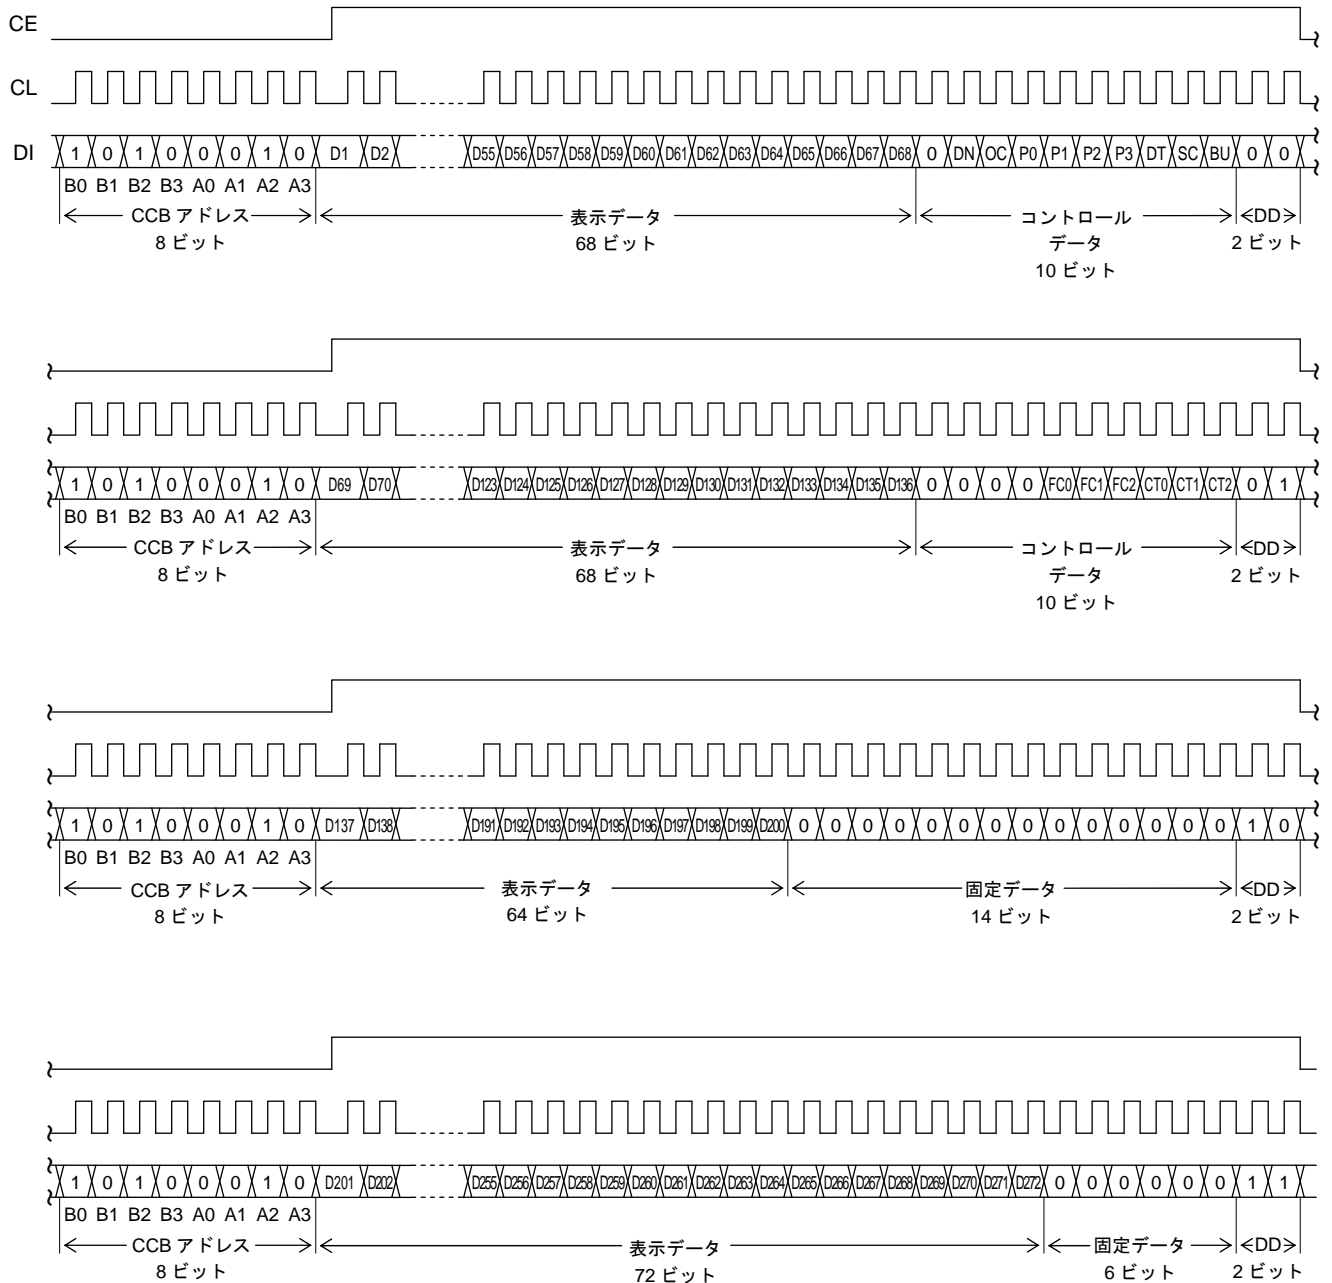 CE
CL
DI 1 0 1 0 0 0 1 0 D1 D2 D55 D56 D57 D58 D59 D60 D61 D62 D63 D64 D65 D66 D67 D68 0 DN OC P0 P1 P2 P3 DT SC BU 0 0
B0 B1 B2 B3 A0 A1 A2 A3
CCB アドレス 表示データ コントロール DD
8 ビット 68 ビット データ 2 ビット
10 ビット
1 0 1 0 0 0 1 0 D69 D70 D123 D124 D125 D126 D127 D128 D129 D130 D131 D132 D133 D134 D135 D136 0 0 0 0 FC0 FC1 FC2 CT0 CT1 CT2 0 1
B0 B1 B2 B3 A0 A1 A2 A3
CCB アドレス 表示データ コントロール DD
8 ビット 68 ビット データ 2 ビット
10 ビット
1 0 1 0 0 0 1 0 D137 D138 D191 D192 D193 D194 D195 D196 D197 D198 D199 D200 0 0 0 0 0 0 0 0 0 0 0 0 0 0 1 0
B0 B1 B2 B3 A0 A1 A2 A3
CCB アドレス 表示データ 固定データ DD
8 ビット 64 ビット 14 ビット 2 ビット
1 0 1 0 0 0 1 0 D201 D202 D255 D256 D257 D258 D259 D260 D261 D262 D263 D264 D265 D266 D267 D268 D269 D270 D271 D272 0 0 0 0 0 0 1 1
B0 B1 B2 B3 A0 A1 A2 A3
CCB アドレス 表示データ 固定データ DD
8 ビット 72 ビット 6 ビット 2 ビット